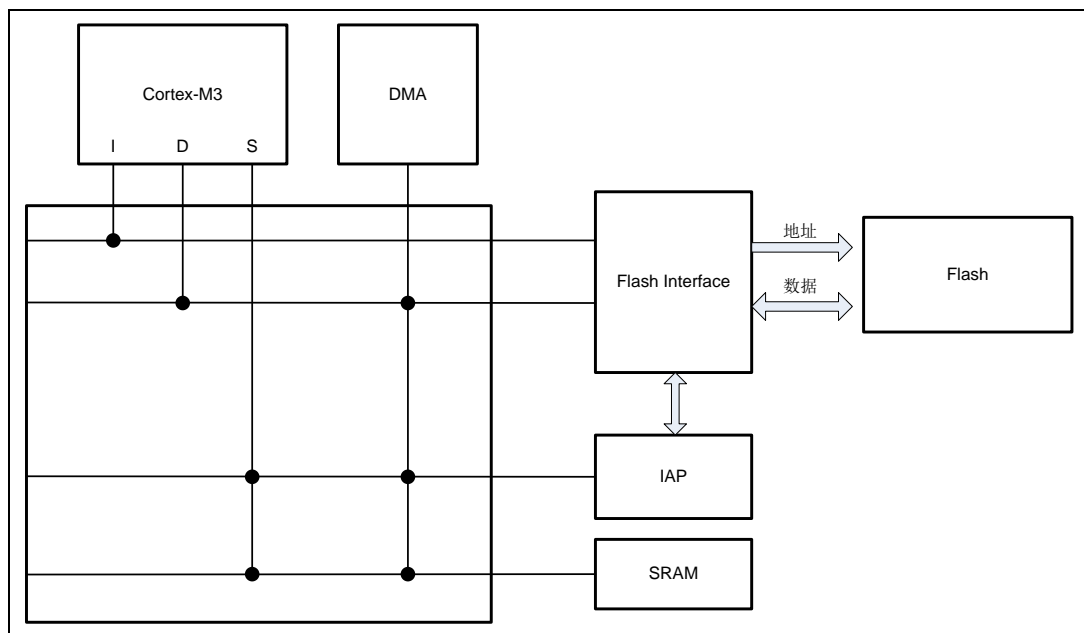 Cortex-M3
I D S
DMA
Flash Interface
地址
数据
Flash
IAP
SRAM